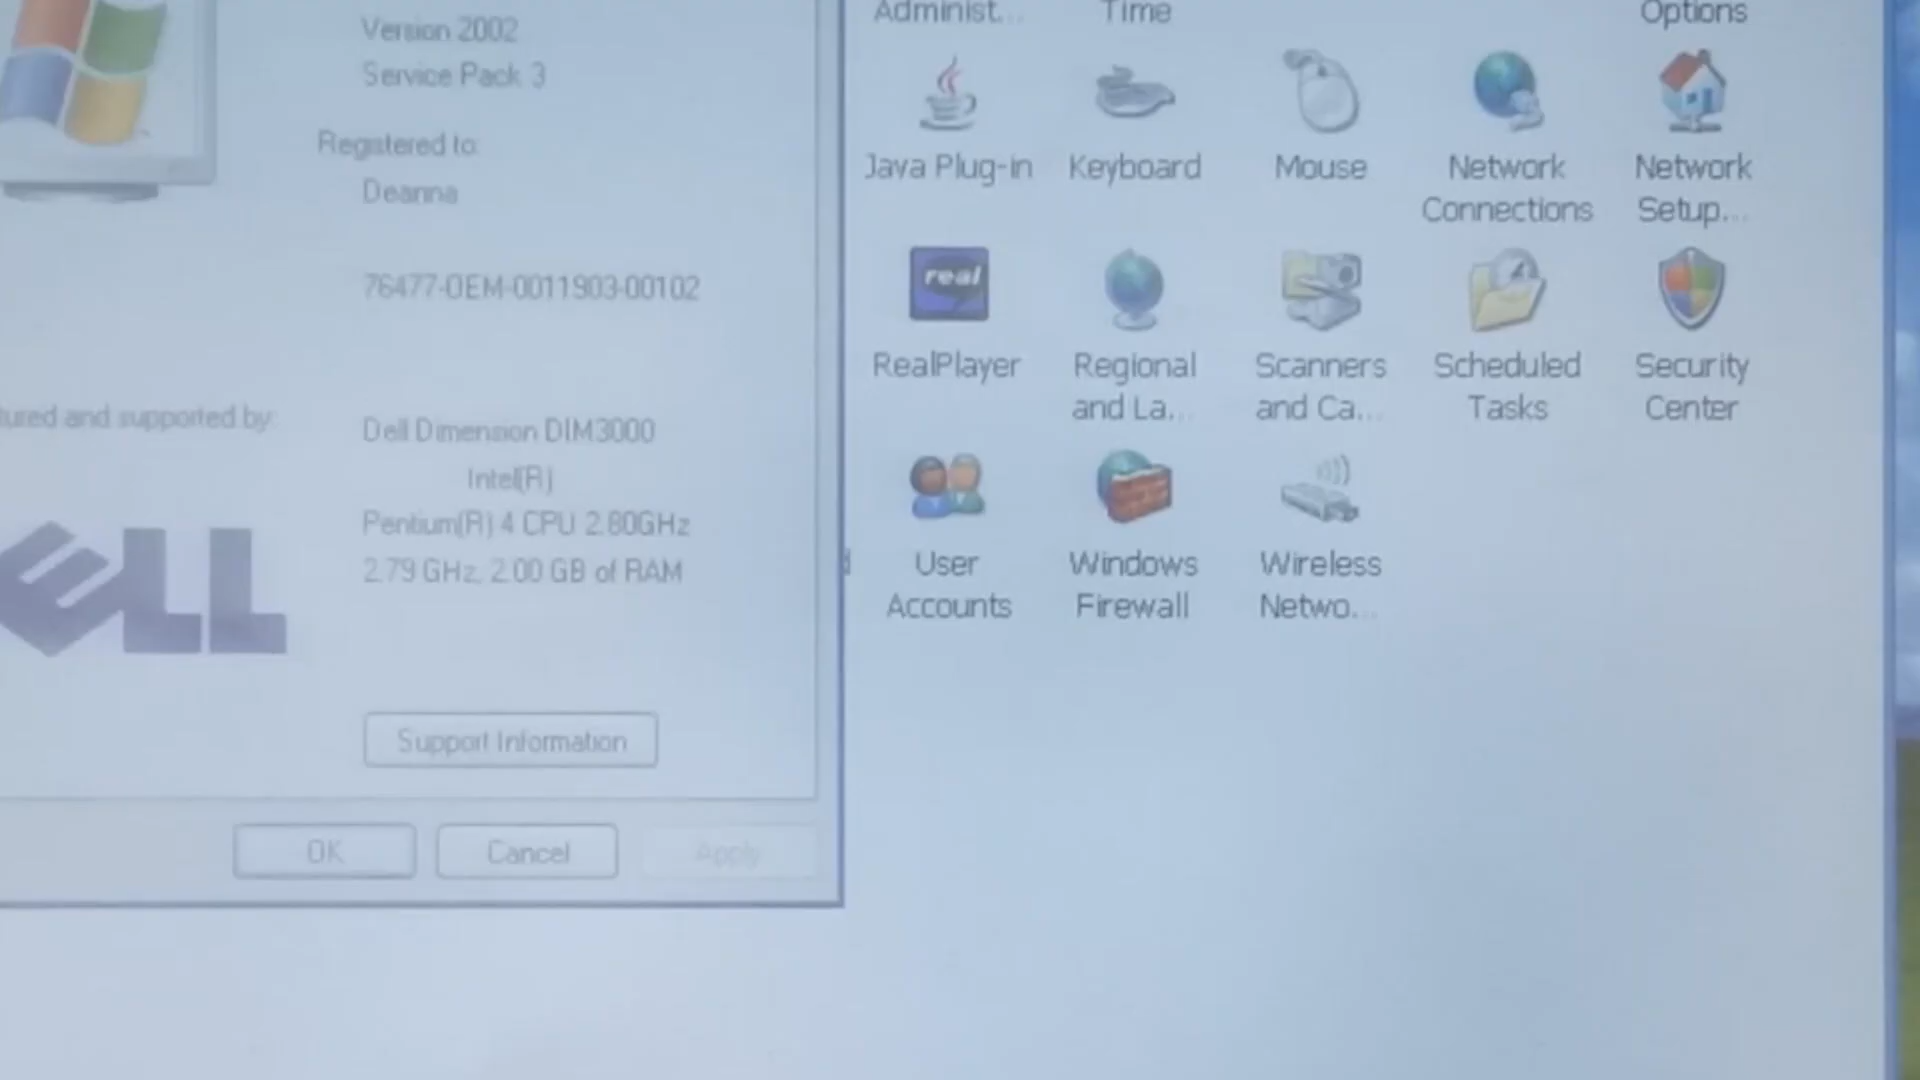 Version 2002
Service Pack 3
Registered to:
Deanna
76477-OEM-0011903-00102
tured and supported by:
Dell Dimension DIM3000
Intel(R)
Pentium(R) 4 CPU 2.80GHz
2.79 GHz, 2.00 GB of RAM
ELL
Support Information
OK
Cancel
Apply
Administ...
Time
Options
Java Plug-in
Keyboard
Mouse
Network
Connections
Network
Setup...
real
RealPlayer
Regional
and La...
Scanners
and Ca...
Scheduled
Tasks
Security
Center
User
Accounts
Windows
Firewall
Wireless
Netwo...